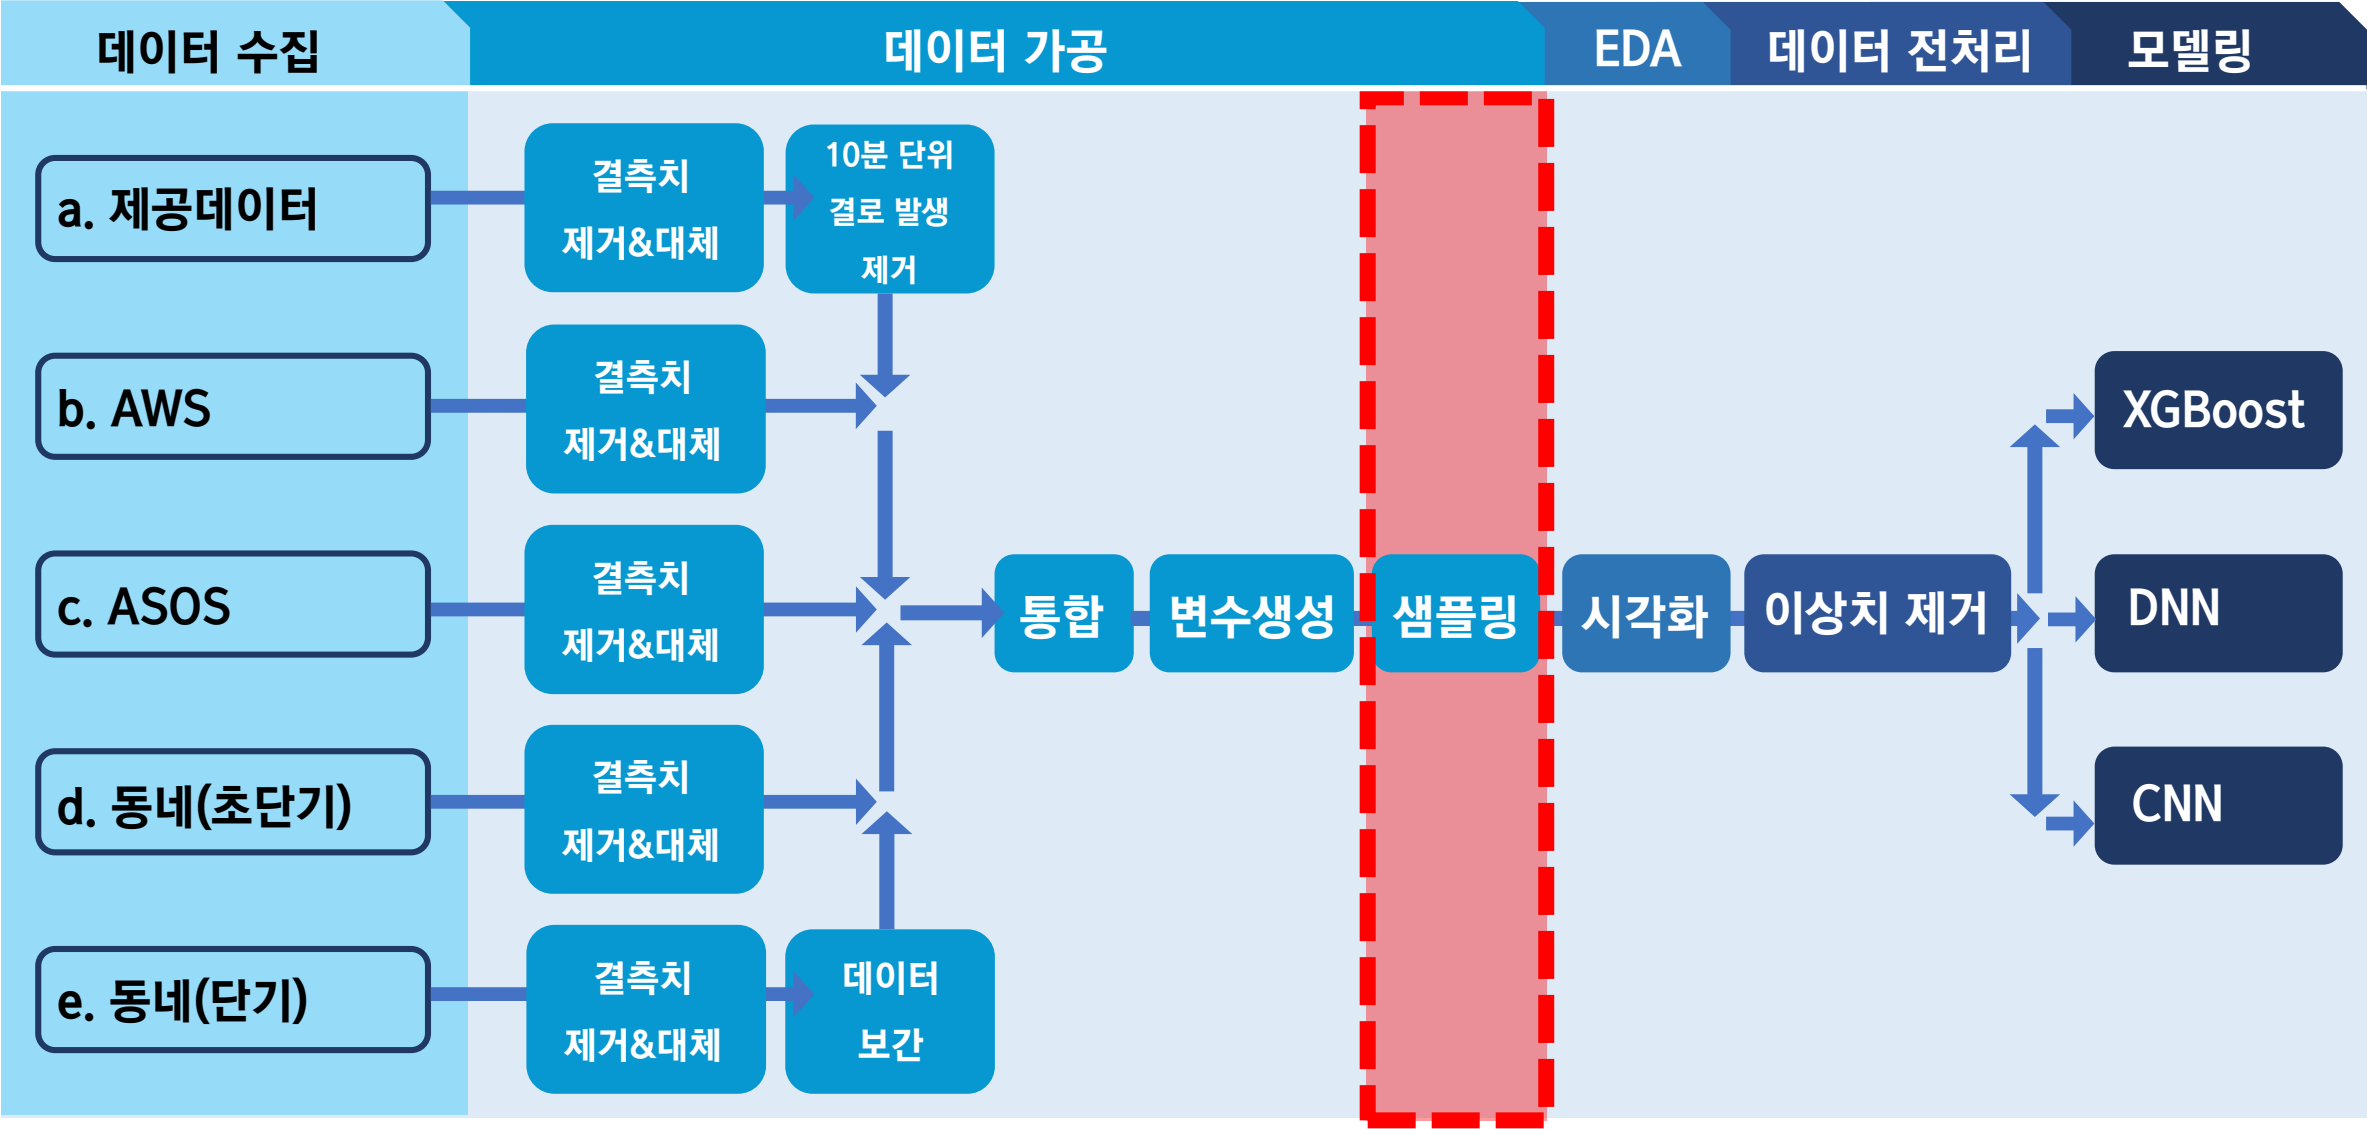 데이터 수집
데이터 가공
EDA
데이터 전처리
모델링
a. 제공데이터
결측치
제거&대체
10분 단위
결로 발생
제거
b. AWS
결측치
제거&대체
c. ASOS
결측치
제거&대체
통합
변수생성
샘플링
시각화
이상치 제거
XGBoost
DNN
CNN
d. 동네(초단기)
결측치
제거&대체
e. 동네(단기)
결측치
제거&대체
데이터
보간